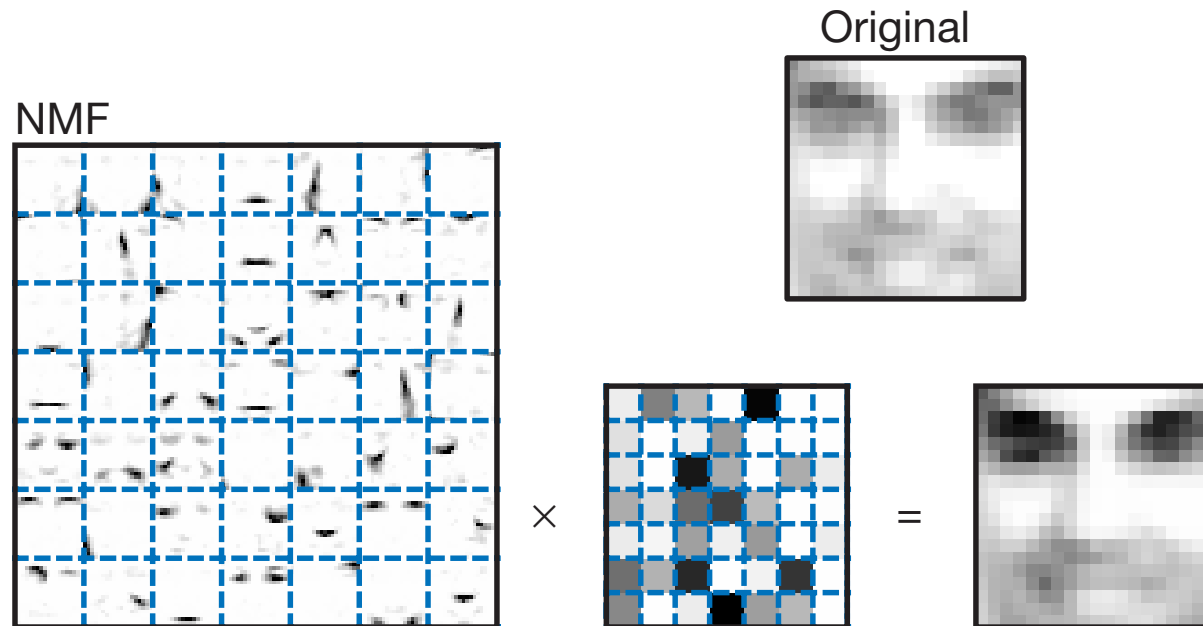 Original
NMF
×
=